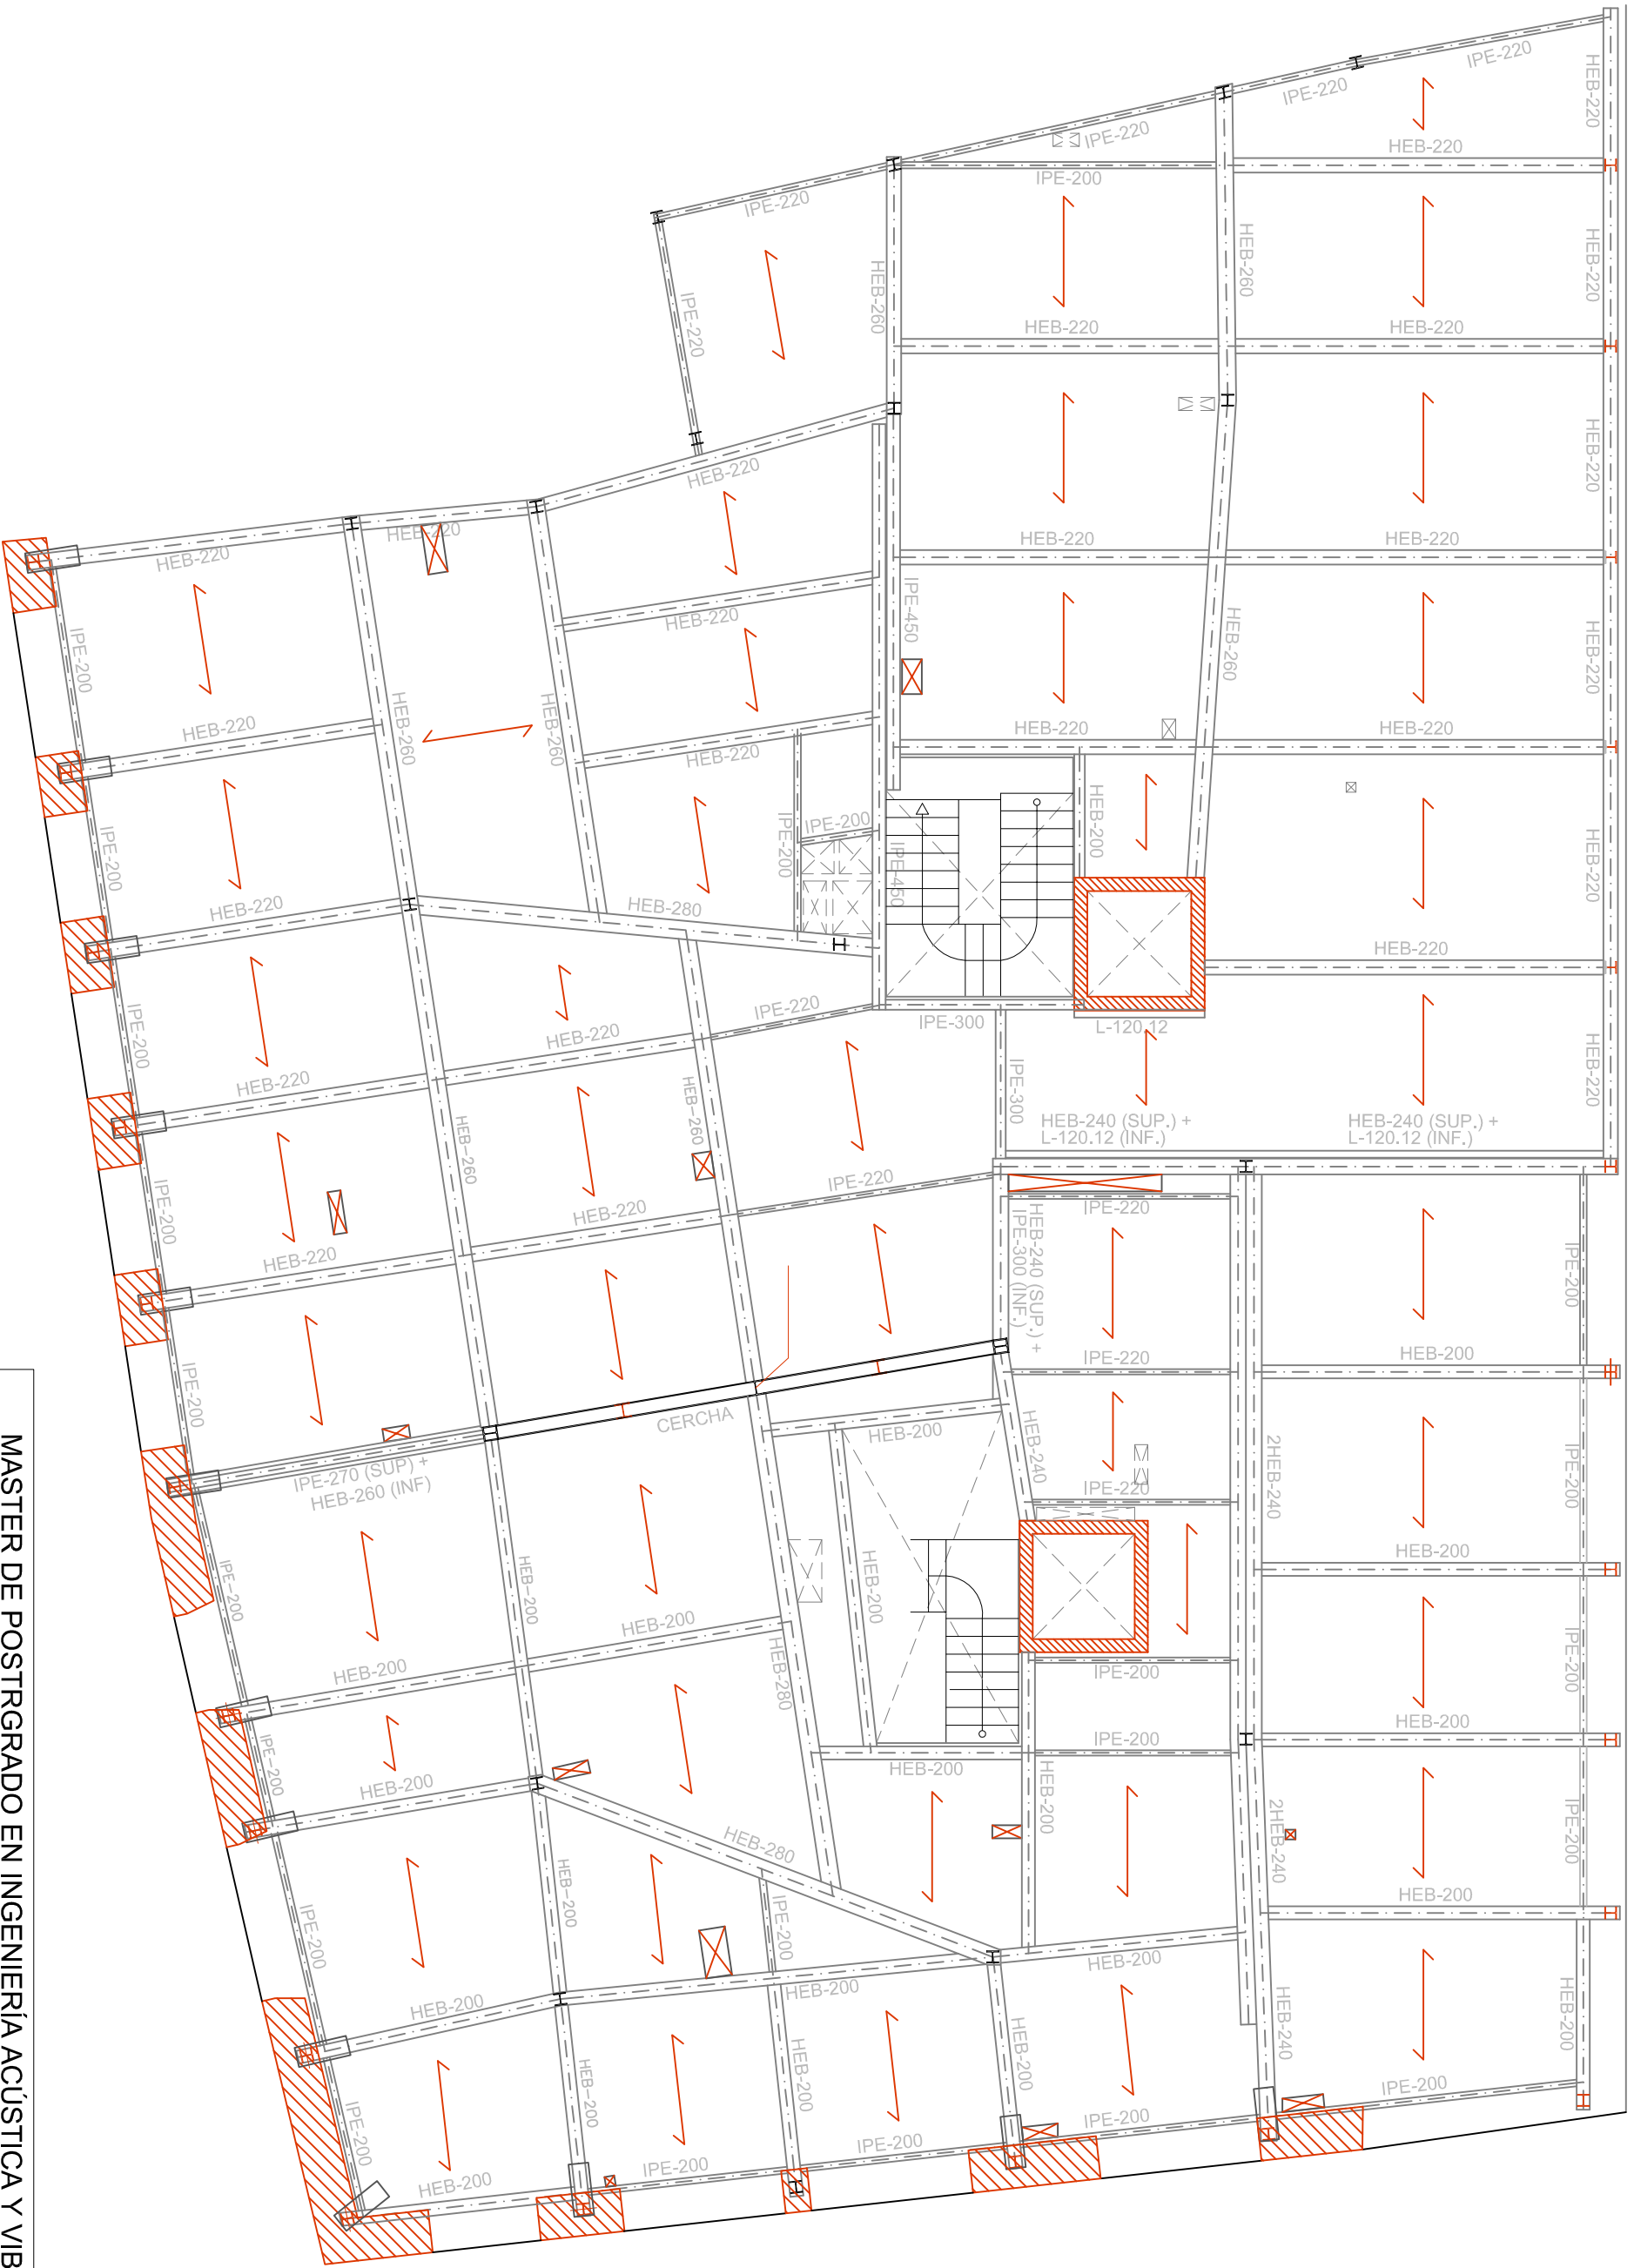 IPE-220
HEB-220
IPE-220
IPE-220
HEB-220
IPE-200
IPE-220
HEB-260
HEB-220
HEB-260
IPE-220
HEB-220
HEB-220
HEB-220
HEB-220
HEB-220
HEB-220
HEB-220
HEB-220
HEB-220
IPE-450
HEB-260
HEB-220
HEB-220
IPE-200
HEB-220
HEB-220
HEB-260
HEB-260
HEB-220
HEB-220
HEB-220
HEB-200
IPE-200
IPE-200
IPE-450
HEB-220
IPE-200
HEB-220
HEB-280
HEB-220
IPE-220
IPE-300
L-120.12
IPE-200
HEB-220
HEB-220
HEB-260
IPE-300
HEB-220
HEB-240 (SUP.) +
L-120.12 (INF.)
HEB-240 (SUP.) +
L-120.12 (INF.)
HEB-260
IPE-220
IPE-200
HEB-220
HEB-220
IPE-220
HEB-240 (SUP.) +
IPE-300 (INF.)
IPE-200
IPE-220
HEB-200
IPE-200
CERCHA
HEB-200
HEB-240
IPE-270 (SUP) +
HEB-260 (INF)
IPE-220
2HEB-240
IPE-200
HEB-200
IPE-200
HEB-200
HEB-200
HEB-200
HEB-200
HEB-280
IPE-200
IPE-200
HEB-200
IPE-200
HEB-200
IPE-200
HEB-200
HEB-200
HEB-200
HEB-280
2HEB-240
IPE-200
HEB-200
HEB-200
IPE-200
IPE-200
HEB-200
HEB-200
HEB-200
HEB-200
HEB-200
HEB-200
HEB-200
HEB-240
IPE-200
IPE-200
IPE-200
IPE-200
IPE-200
HEB-200
MASTER DE POSTRGRADO EN INGENIERÍA ACÚSTICA Y VIB